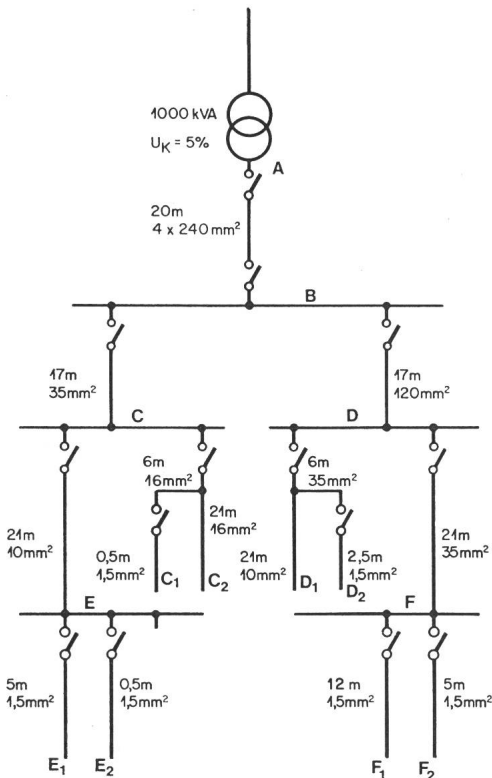 1000 kVA
U_K = 5%
A
20m
4 x 240mm²
B
17m
35mm²
17m
120mm²
C
D
6m
16mm²
6m
35mm²
21m
10mm²
21m
16mm²
0,5m
1,5mm²
C₁
C₂
21m
10mm²
D₁
2,5m
1,5mm²
D₂
21m
35mm²
E
F
5m
1,5mm²
0,5m
1,5mm²
12 m
1,5mm²
5m
1,5mm²
E₁
E₂
F₁
F₂